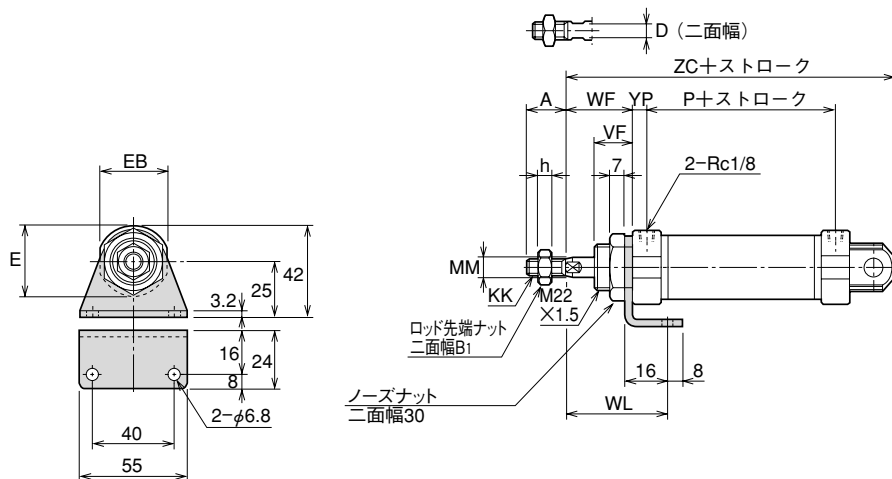 D（二面幅）
ZC＋ストローク
A
WF
YP
P＋ストローク
VF
h
7
2−Rc1/8
EB
E
42
25
3.2
MM
KK
M22
×1.5
ロッド先端ナット
二面幅B1
16
24
8
16
8
ノーズナット
二面幅30
WL
2−φ6.8
40
55